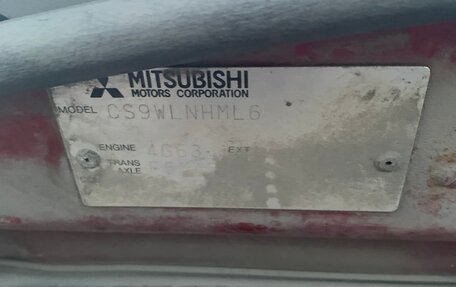 MITSUBISHI
MOTORS CORPORATION
MODEL CS9WLNHML6
ENGINE 4G63 EXT
TRANS
AXLE